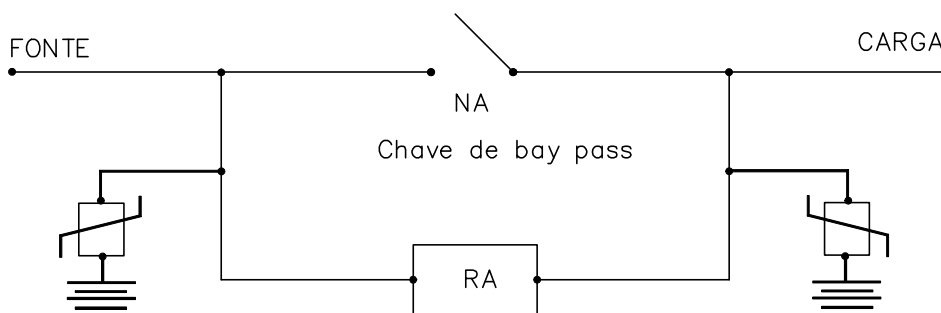 FONTE
CARGA
NA
Chave de bay pass
RA